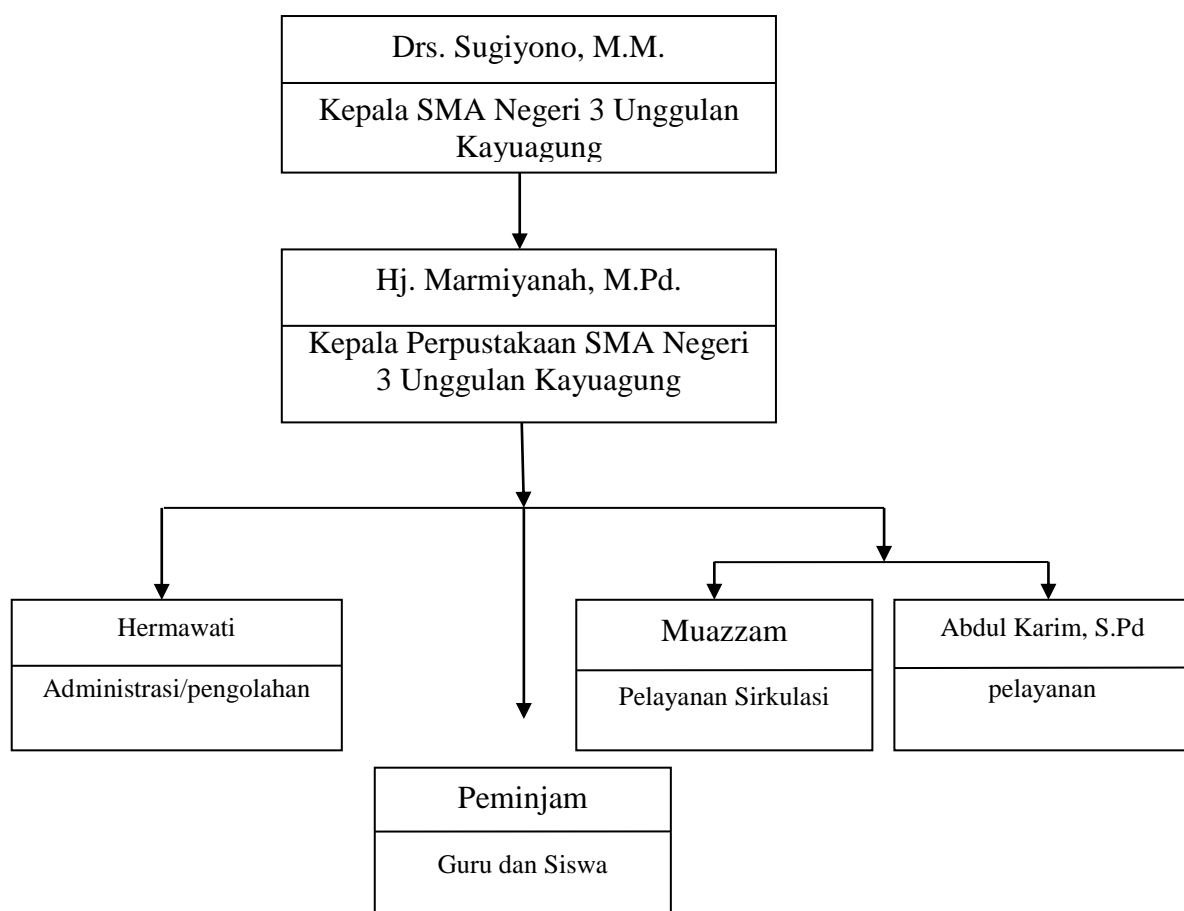 Drs. Sugiyono, M.M.
Kepala SMA Negeri 3 Unggulan
Kayuagung
Hj. Marmiyanah, M.Pd.
Kepala Perpustakaan SMA Negeri
3 Unggulan Kayuagung
Hermawati
Administrasi/pengolahan
Muazzam
Pelayanan Sirkulasi
Abdul Karim, S.Pd
pelayanan
Peminjam
Guru dan Siswa